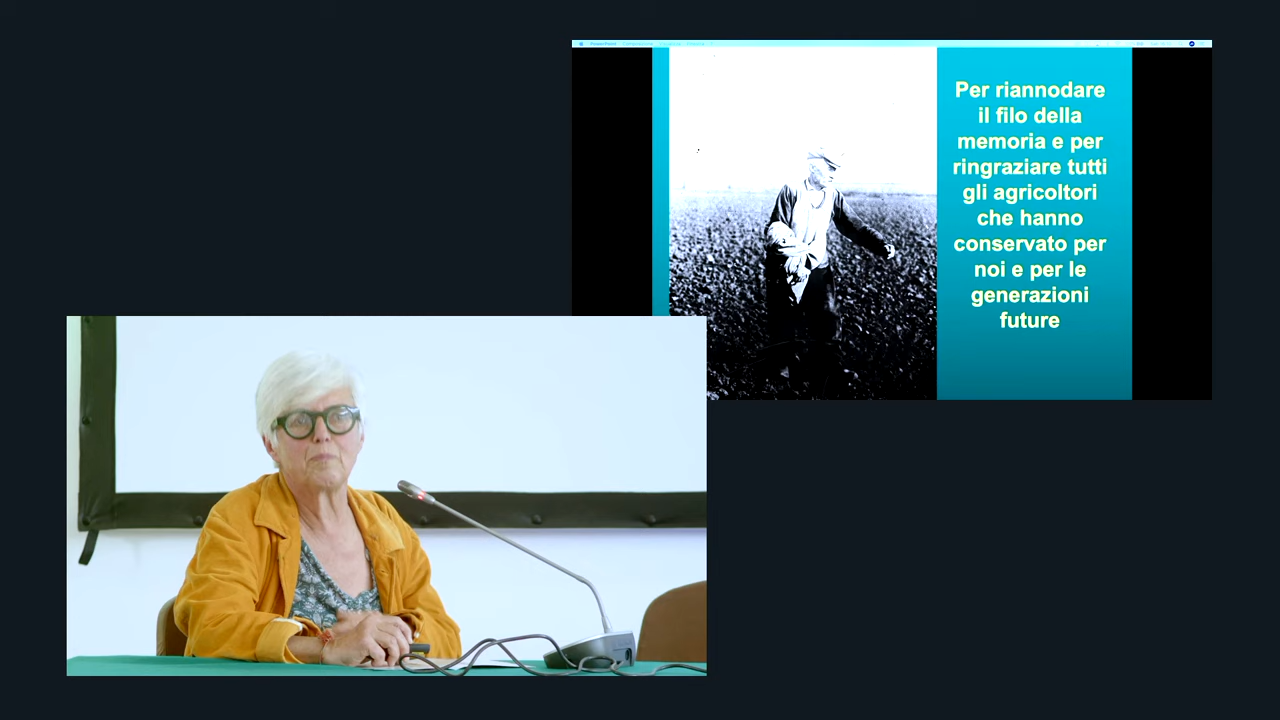 Per riannodare
il filo della
memoria e per
ringraziare tutti
gli agricoltori
che hanno
conservato per
noi e per le
generazioni
future